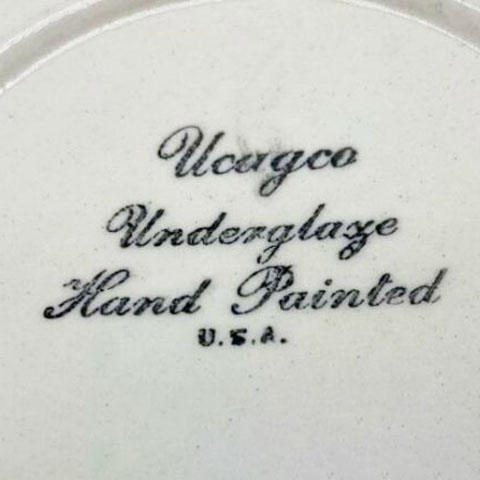 Ucagco
Underglaze
Hand Painted
U.S.A.